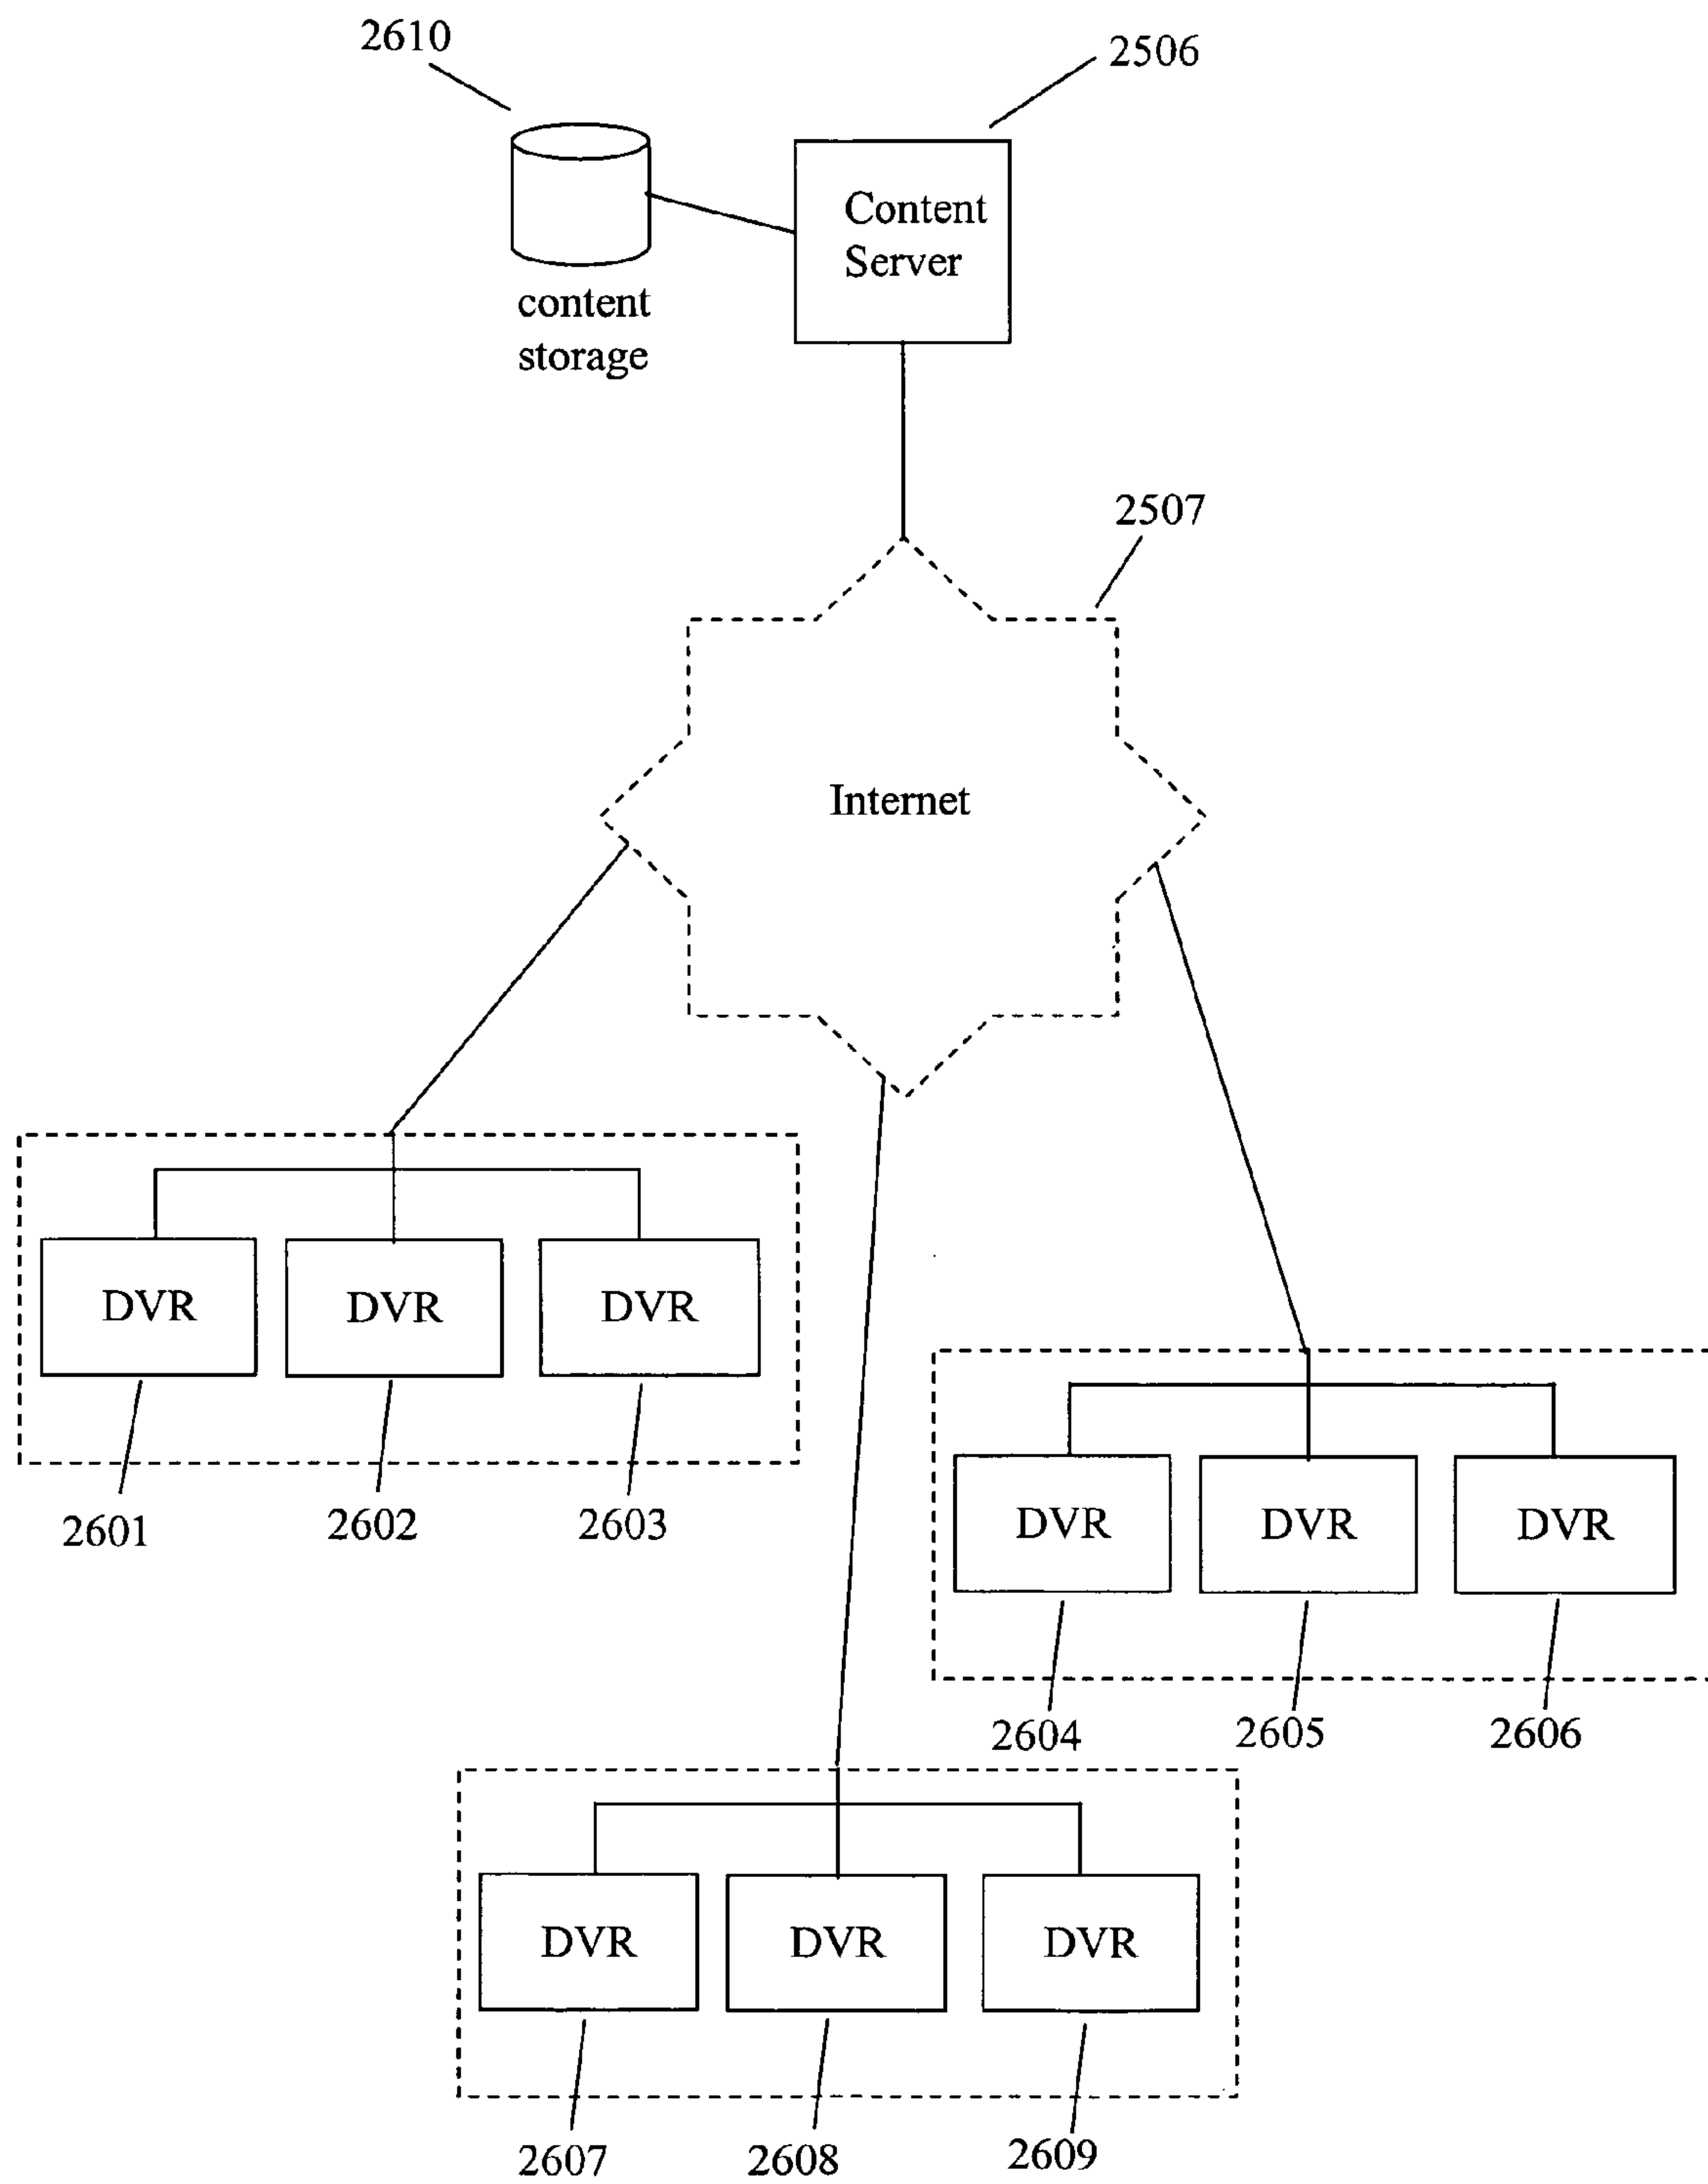 2610
2506
Content
Server
content
storage
2507
Internet
DVR
DVR
DVR
2601
2602
2603
DVR
DVR
DVR
2604
2605
2606
DVR
DVR
DVR
2607
2608
2609